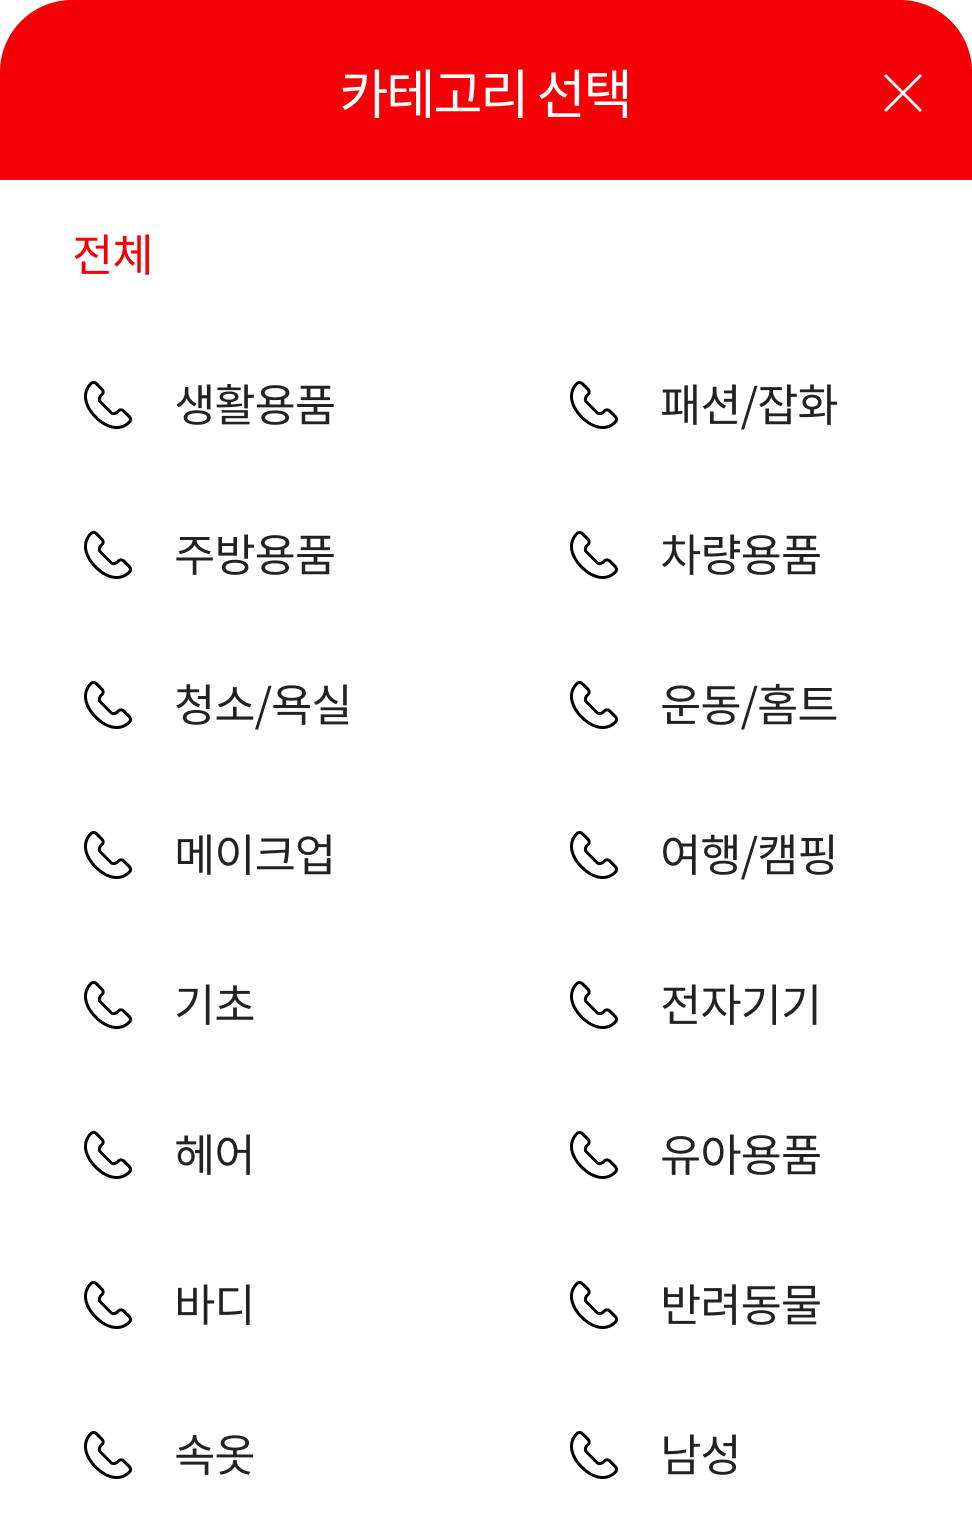 카테고리 선택
전체
생활용품
패션/잡화
주방용품
차량용품
청소/욕실
운동/홈트
메이크업
여행/캠핑
기초
전자기기
헤어
유아용품
바디
반려동물
속옷
남성